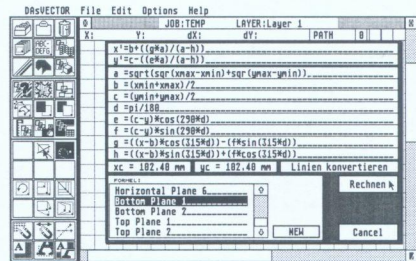 DAsVECTOR File Edit Options Help
JOB:TEMP LAYER:Layer 1
X: Y: dX: dY: PATH 0
x'=b+((g*a)/(a-h))
y'=c-((e*a)/(a-h))
a =sqrt(sqr(xmax-xmin)+sqr(ymax-ymin))
b =(xmin+xmax)/2
c =(ymin+ymax)/2
d =pi/180
e =(c-y)*cos(290*d)
f =(c-y)*sin(290*d)
g =((x-b)*cos(315*d))-(f*sin(315*d))
h =((x-b)*sin(315*d))+(f*cos(315*d))
xc = 102.40 mm yc = 102.40 mm Linien konvertieren
FORMEL:
Horizontal Plane 6
Bottom Plane 1
Bottom Plane 2
Top Plane 1
Top Plane 2
Rechnen
NEW
Cancel